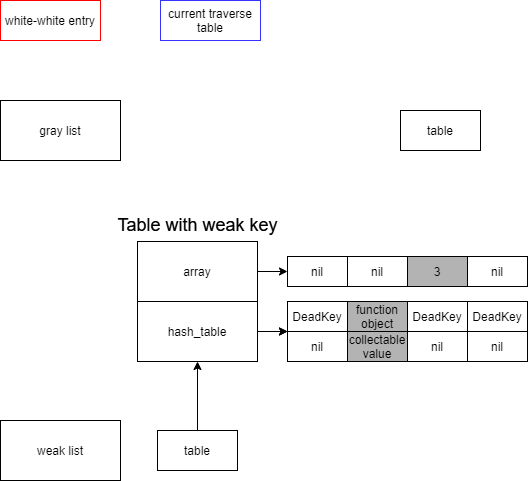 white-white entry
current traverse
table
gray list
table
Table with weak key
array
nil
nil
3
nil
hash_table
DeadKey
function
object
DeadKey
DeadKey
nil
collectable
value
nil
nil
weak list
table